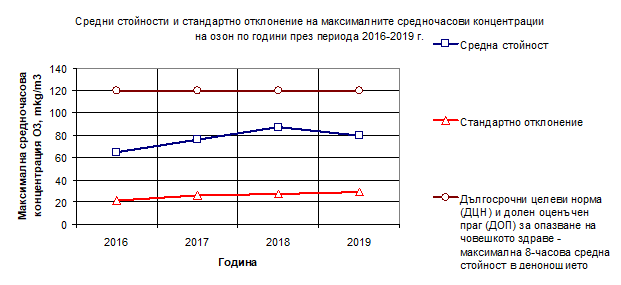 Средни стойности и стандартно отклонение на максималните средночасови концентрации
на озон по години през периода 2016-2019 г.
Максимална средночасова
концентрация O3, mkg/m3
140
120
100
80
60
40
20
0
2016
2017
2018
2019
Година
Средна стойност
Стандартно отклонение
Дългосрочни целеви норма
(ДЦН) и долен оценъчен
праг (ДОП) за опазване на
човешкото здраве -
максимална 8-часова средна
стойност в денонощието